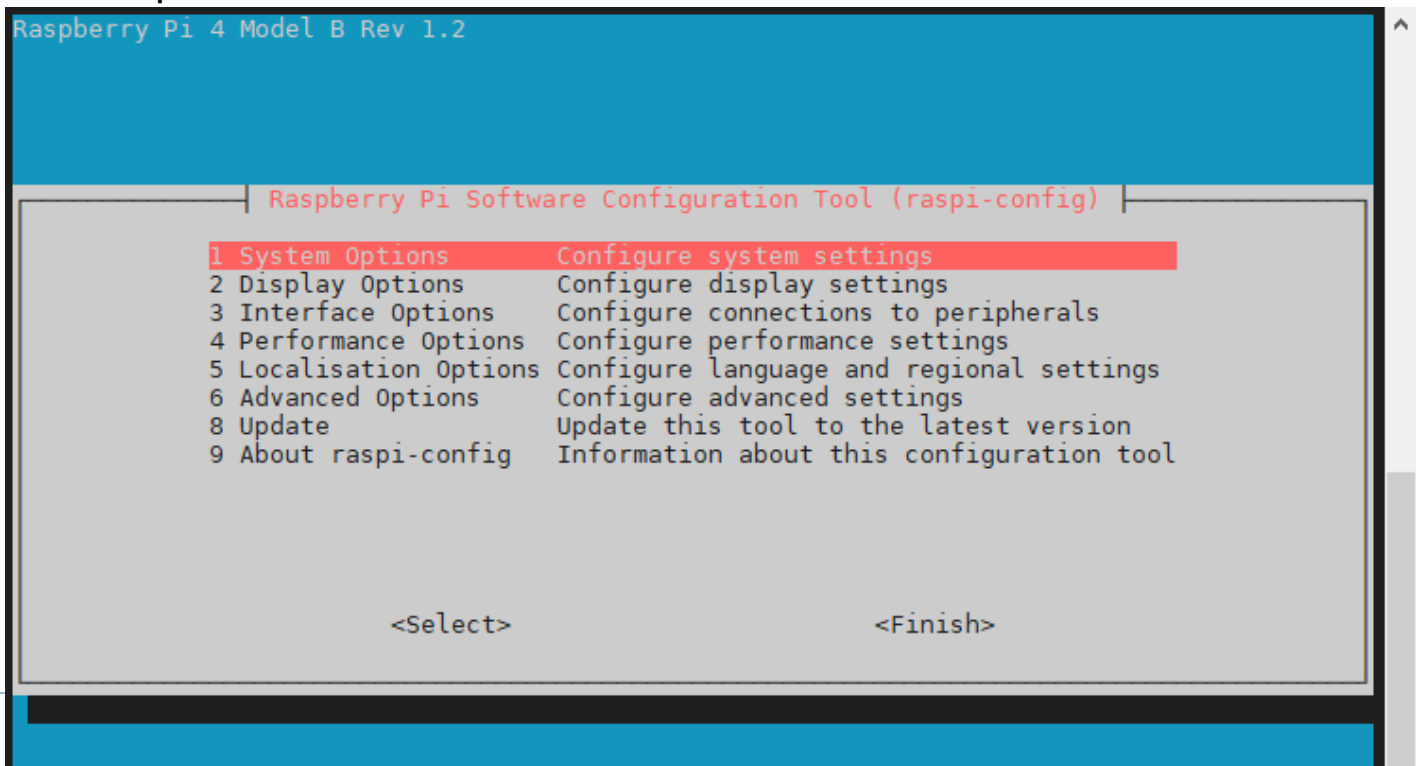 Raspberry Pi 4 Model B Rev 1.2
Raspberry Pi Software Configuration Tool (raspi-config)
1 System Options Configure system settings
2 Display Options Configure display settings
3 Interface Options Configure connections to peripherals
4 Performance Options Configure performance settings
5 Localisation Options Configure language and regional settings
6 Advanced Options Configure advanced settings
8 Update Update this tool to the latest version
9 About raspi-config Information about this configuration tool
<Select> <Finish>